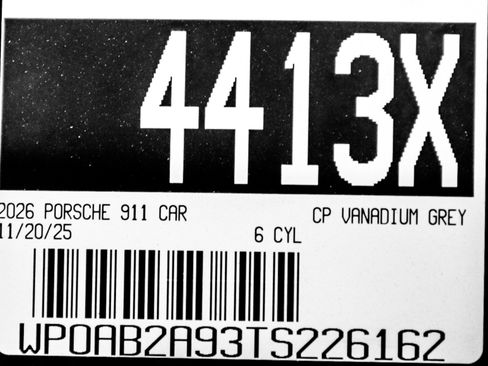 4413X
2026 PORSCHE 911 CAR
CP VANADIUM GREY
11/20/25
6 CYL
WP0AB2A93TS226162